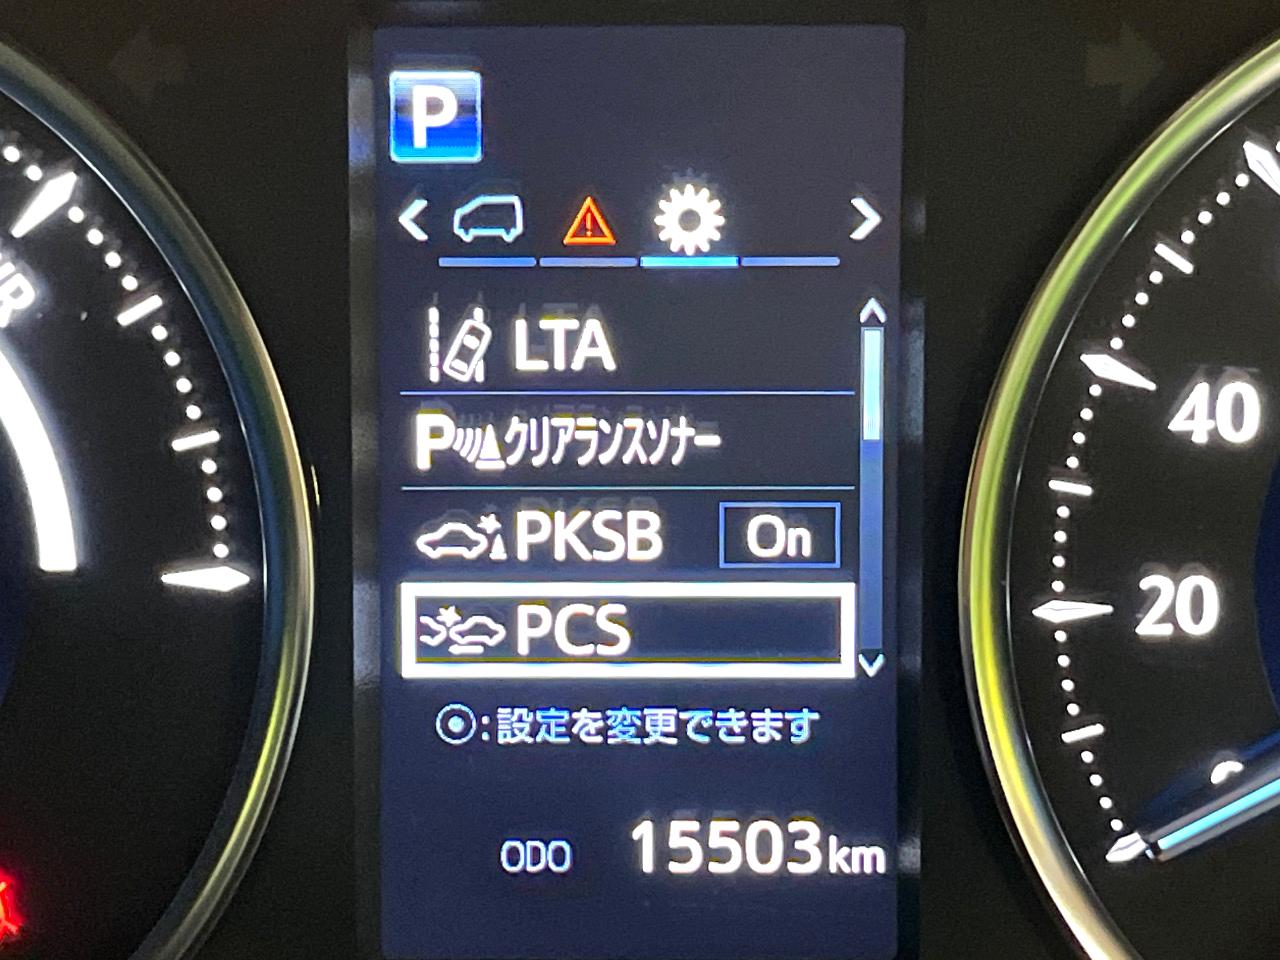 P
LTA
P クリアランスソナー
PKSB On
PCS
:設定を変更できます
ODO 15503km
40
20